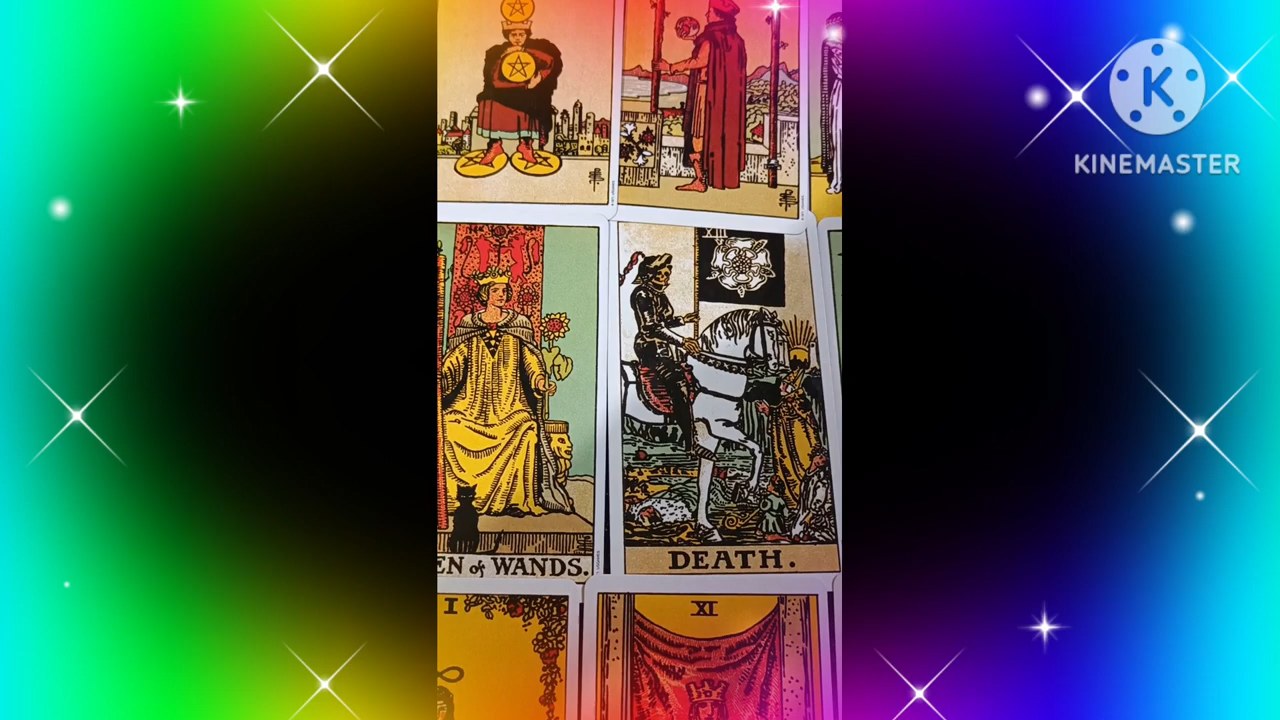 K
KINEMASTER
XIII
EN of WANDS.
DEATH.
I
XI